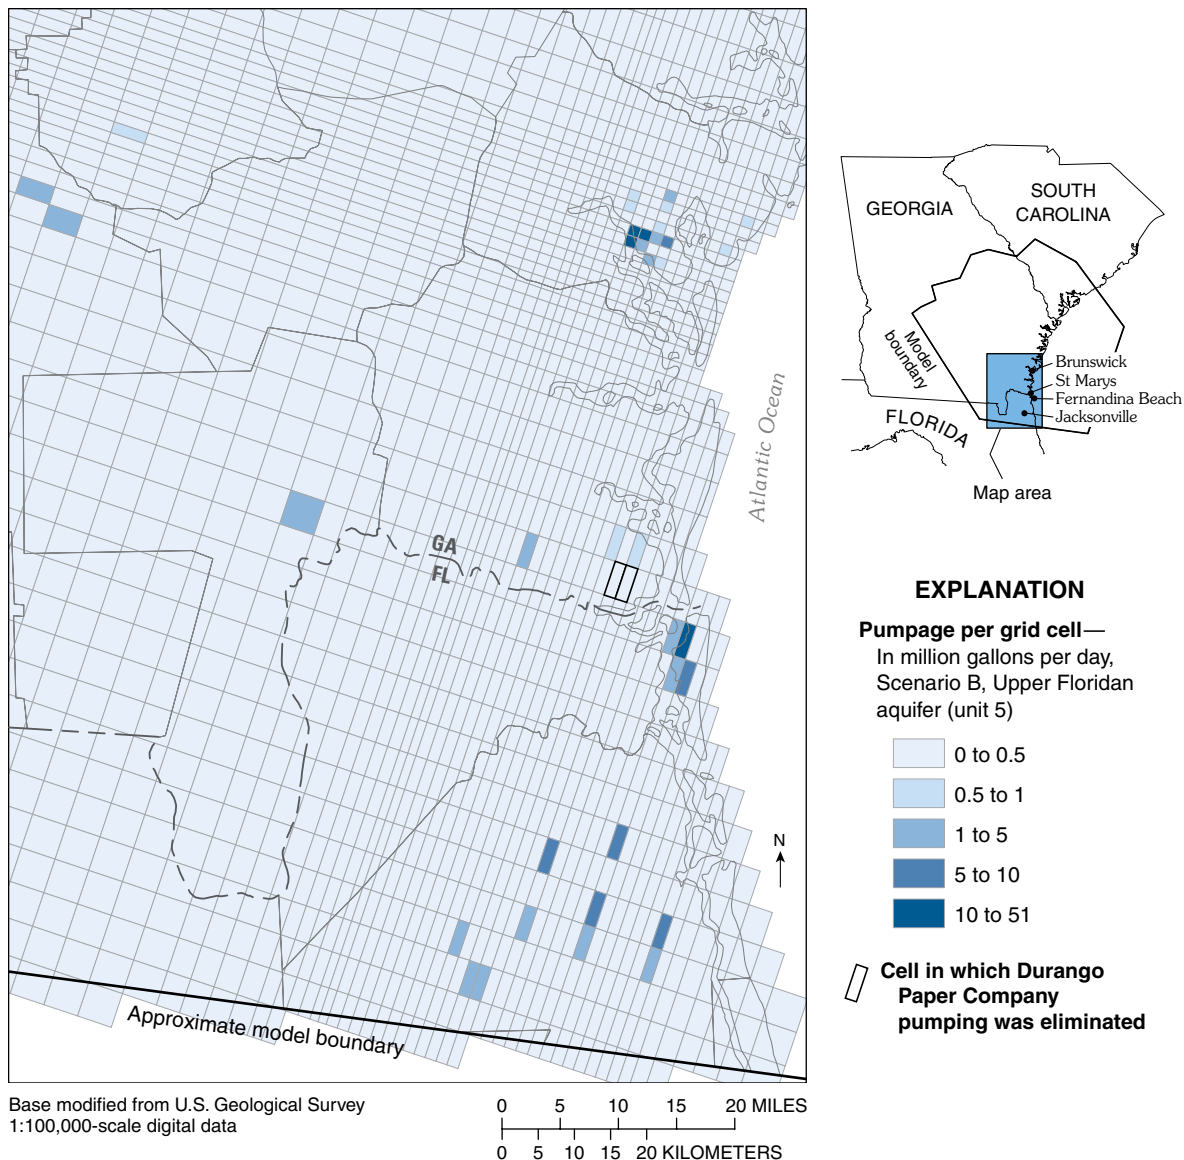 GA
FL
Atlantic Ocean
N
Approximate model boundary
Base modified from U.S. Geological Survey
1:100,000-scale digital data
0 5 10 15 20 MILES
0 5 10 15 20 KILOMETERS
GEORGIA
SOUTH
CAROLINA
Model
boundary
Brunswick
St Marys
Fernandina Beach
Jacksonville
FLORIDA
Map area
EXPLANATION
Pumpage per grid cell—
In million gallons per day,
Scenario B, Upper Floridan
aquifer (unit 5)
0 to 0.5
0.5 to 1
1 to 5
5 to 10
10 to 51
Cell in which Durango
Paper Company
pumping was eliminated